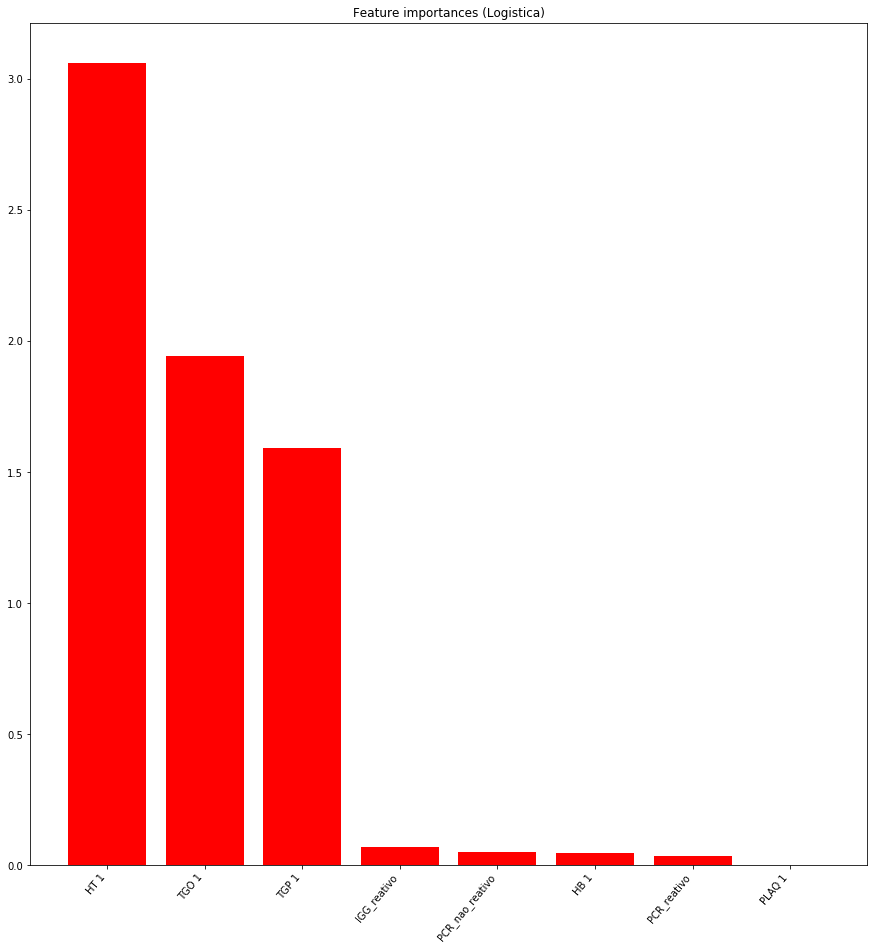 Feature importances (Logistica)
3.0
2.5
2.0
1.5
1.0
0.5
0.0
HT 1
TGO 1
TGP 1
IGG_reativo
PCR_nao_reativo
HB 1
PCR_reativo
PLAQ 1